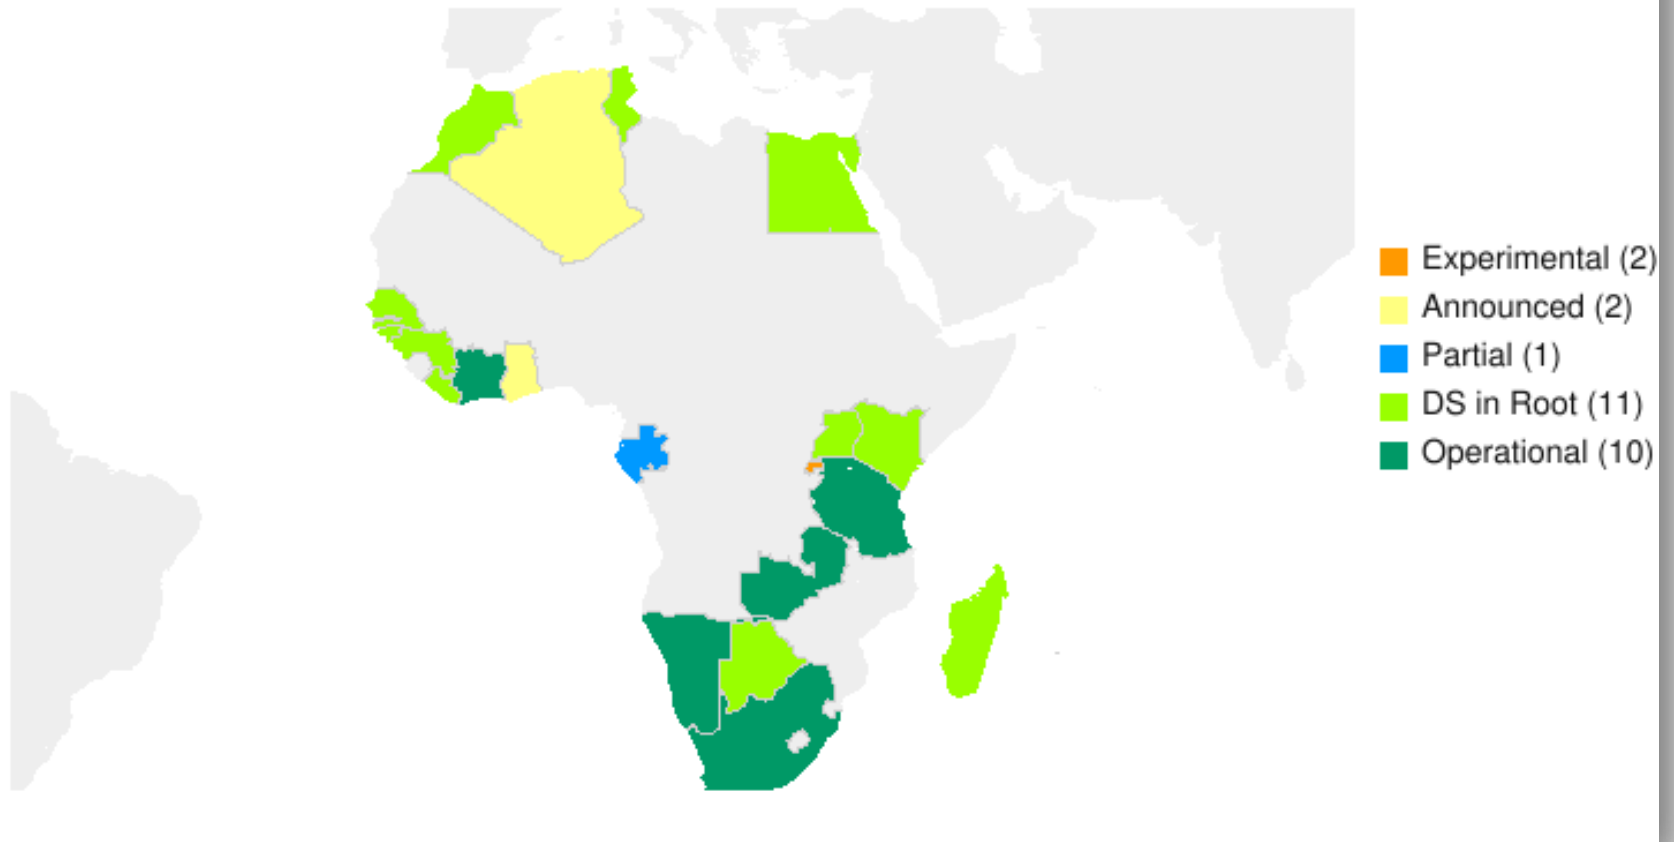 Experimental (2)
Announced (2)
Partial (1)
DS in Root (11)
Operational (10)